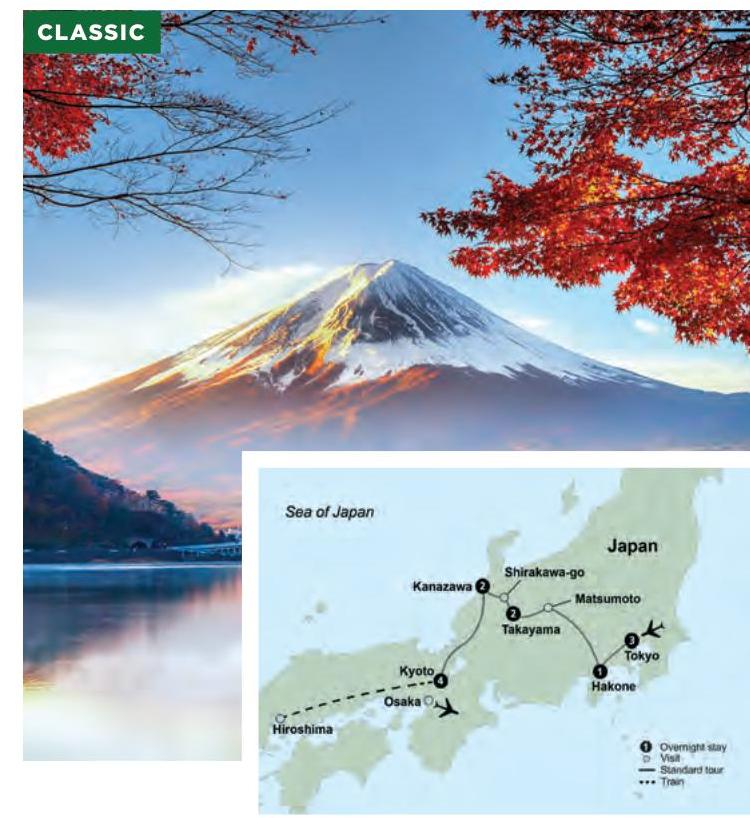 CLASSIC
Sea of Japan
Japan
Shirakawa-go
Kanazawa 2
Matsumoto
2
Takayama
3
Tokyo
Kyoto
4
1
Hakone
Osaka
Hiroshima
1 Overnight stay
Visit
Standard tour
Train